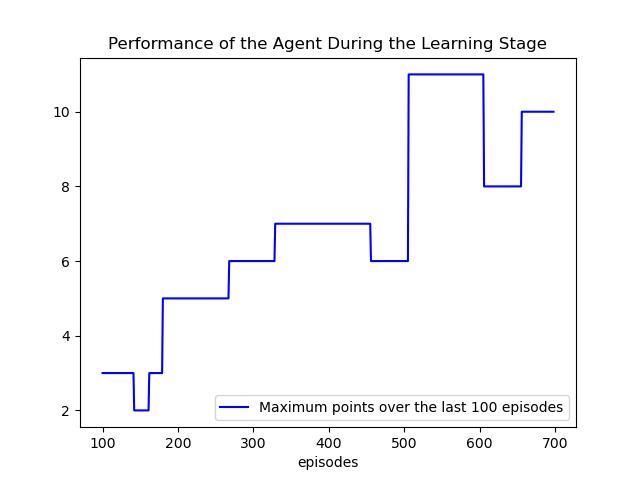 Performance of the Agent During the Learning Stage
10
8
6
4
2
Maximum points over the last 100 episodes
100 200 300 400 500 600 700
episodes